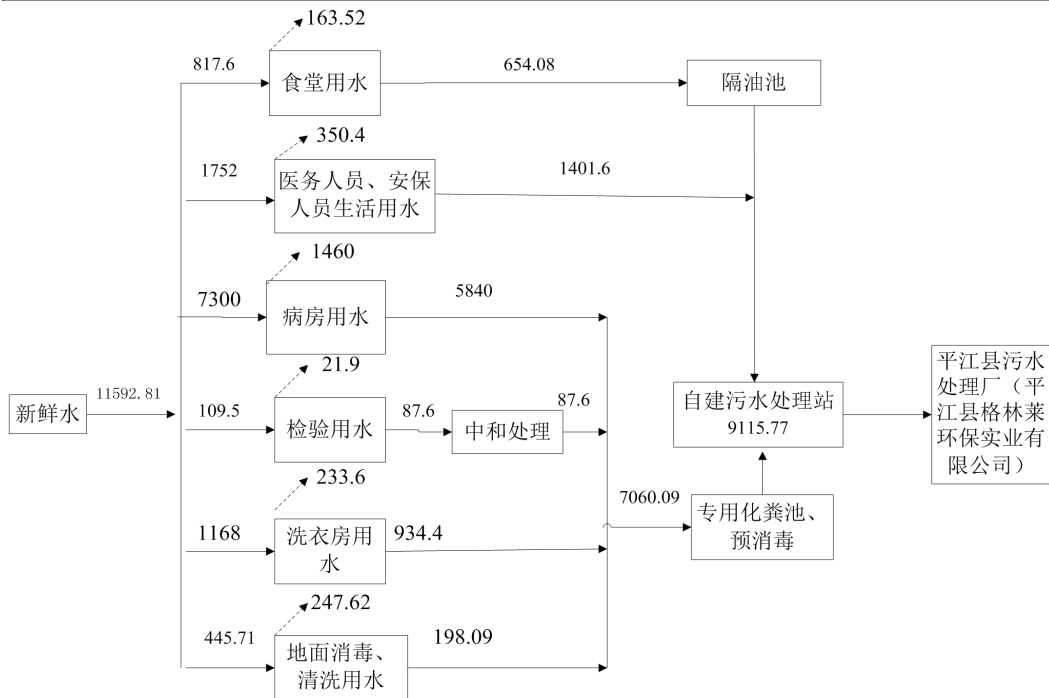 163.52
817.6
食堂用水
654.08
隔油池
350.4
1752
医务人员、安保
人员生活用水
1401.6
1460
7300
病房用水
5840
21.9
新鲜水
11592.81
109.5
检验用水
87.6
中和处理
87.6
自建污水处理站
9115.77
平江县污水
处理厂（平
江县格林莱
环保实业有
限公司）
233.6
1168
洗衣房用
水
934.4
7060.09
专用化粪池、
预消毒
247.62
445.71
地面消毒、
清洗用水
198.09